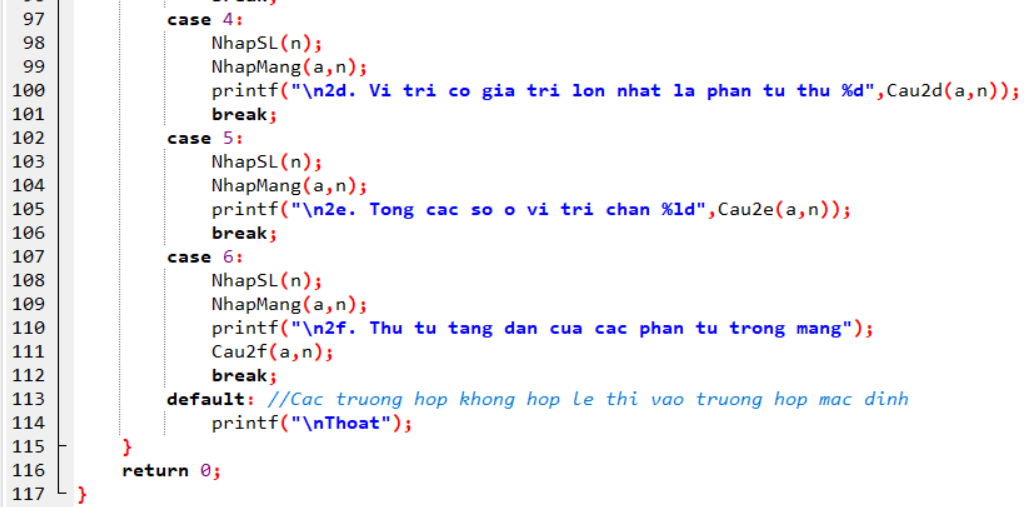 97 case 4:
98 NhapSL(n);
99 NhapMang(a,n);
100 printf("\n2d. Vi tri co gia tri lon nhat la phan tu thu %d",Cau2d(a,n));
101 break;
102 case 5:
103 NhapSL(n);
104 NhapMang(a,n);
105 printf("\n2e. Tong cac so o vi tri chan %ld",Cau2e(a,n));
106 break;
107 case 6:
108 NhapSL(n);
109 NhapMang(a,n);
110 printf("\n2f. Thu tu tang dan cua cac phan tu trong mang");
111 Cau2f(a,n);
112 break;
113 default: //Cac truong hop khong hop le thi vao truong hop mac dinh
114 printf("\nThoat");
115 }
116 return 0;
117 }